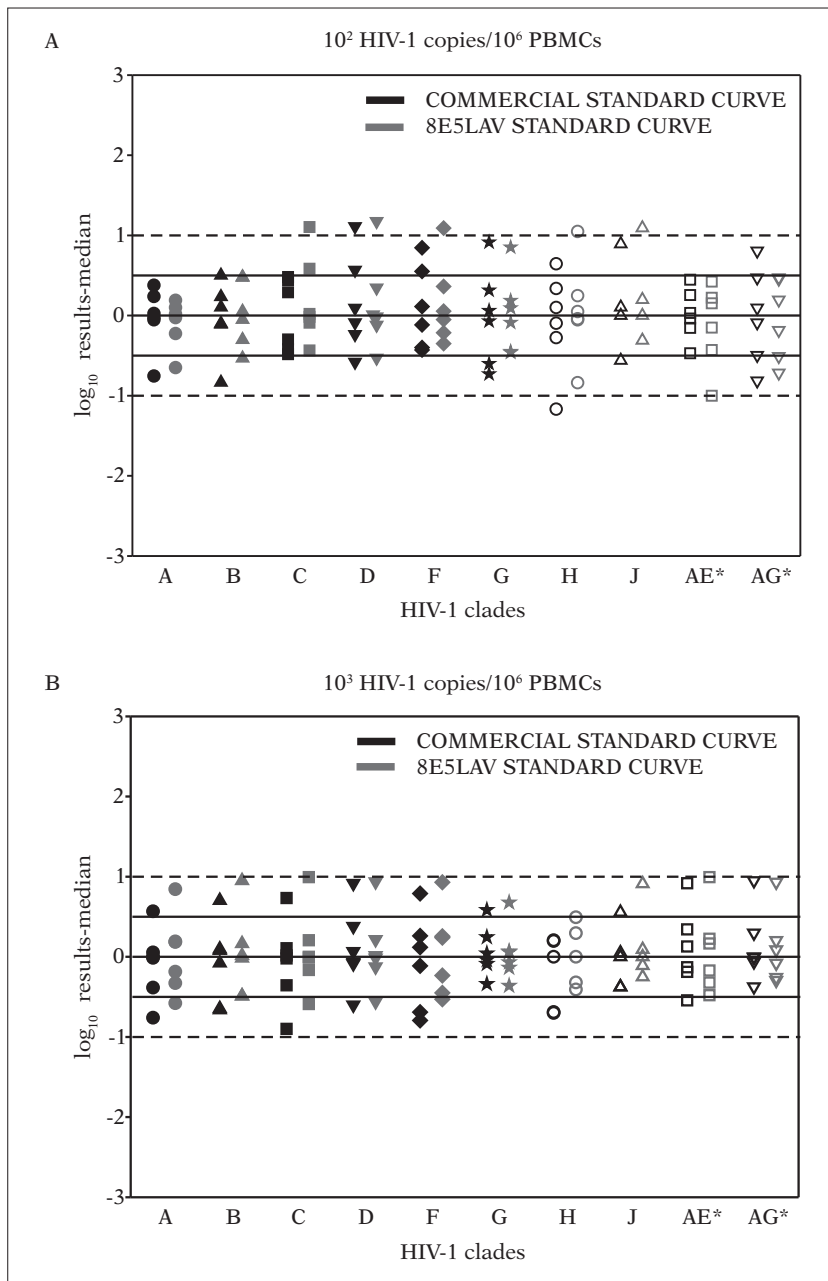 A
10² HIV-1 copies/10⁶ PBMCs
3
2
1
0
-1
-2
-3
log₁₀ results-median
COMMERCIAL STANDARD CURVE
8E5LAV STANDARD CURVE
A B C D F G H J AE* AG*
HIV-1 clades
B
10³ HIV-1 copies/10⁶ PBMCs
3
2
1
0
-1
-2
-3
log₁₀ results-median
COMMERCIAL STANDARD CURVE
8E5LAV STANDARD CURVE
A B C D F G H J AE* AG*
HIV-1 clades